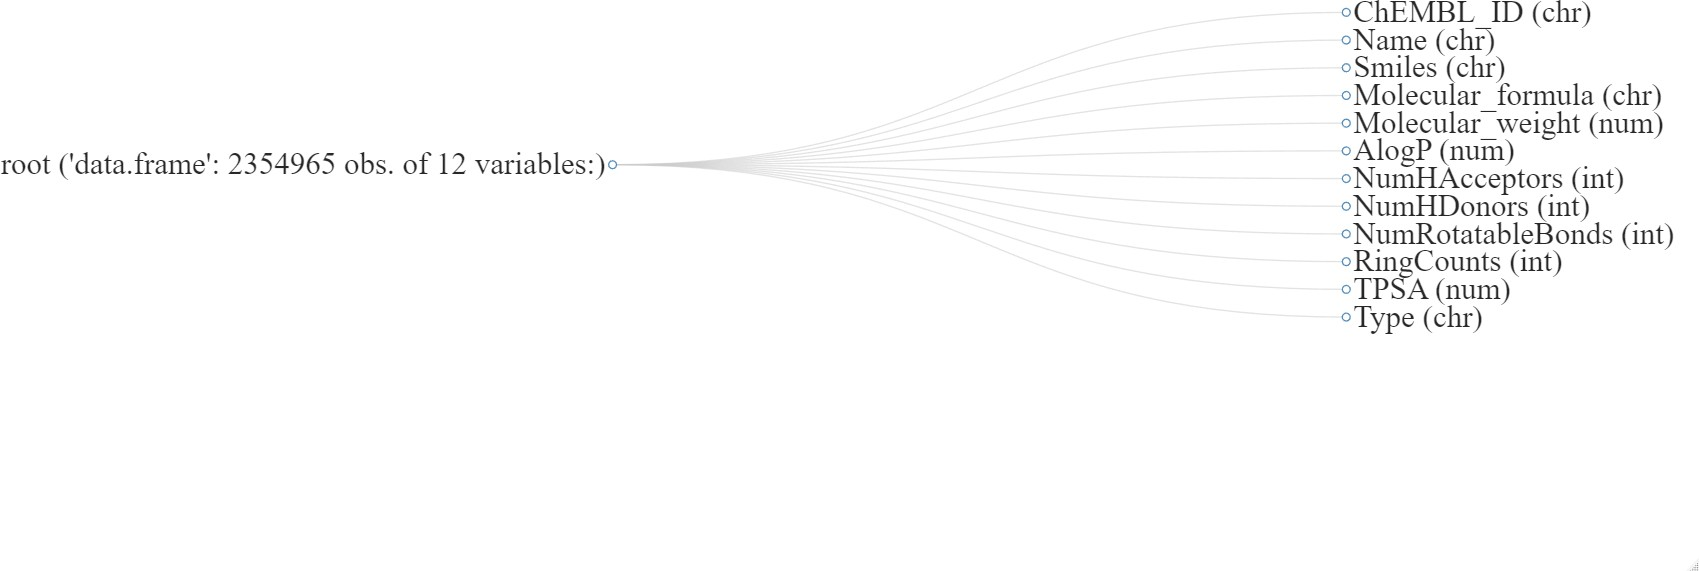 root ('data.frame': 2354965 obs. of 12 variables:)
ChEMBL_ID (chr)
Name (chr)
Smiles (chr)
Molecular_formula (chr)
Molecular_weight (num)
AlogP (num)
NumHAcceptors (int)
NumHDonors (int)
NumRotatableBonds (int)
RingCounts (int)
TPSA (num)
Type (chr)